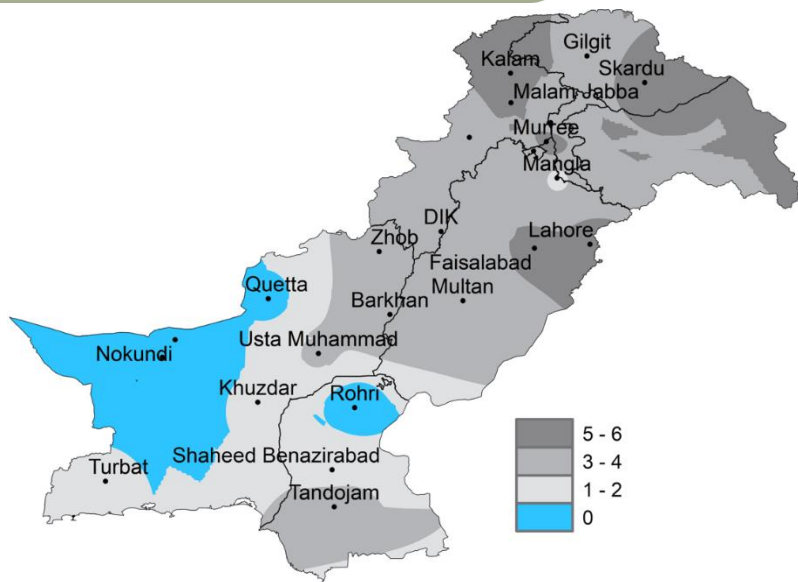 Gilgit
Kalam
Skardu
Malam Jabba
Murree
Mangla
DIK
Lahore
Zhob
Faisalabad
Quetta
Multan
Barkhan
Usta Muhammad
Nokundi
Khuzdar
Rohri
5 - 6
3 - 4
Shaheed Benazirabad
Turbat
1 - 2
Tandojam
0